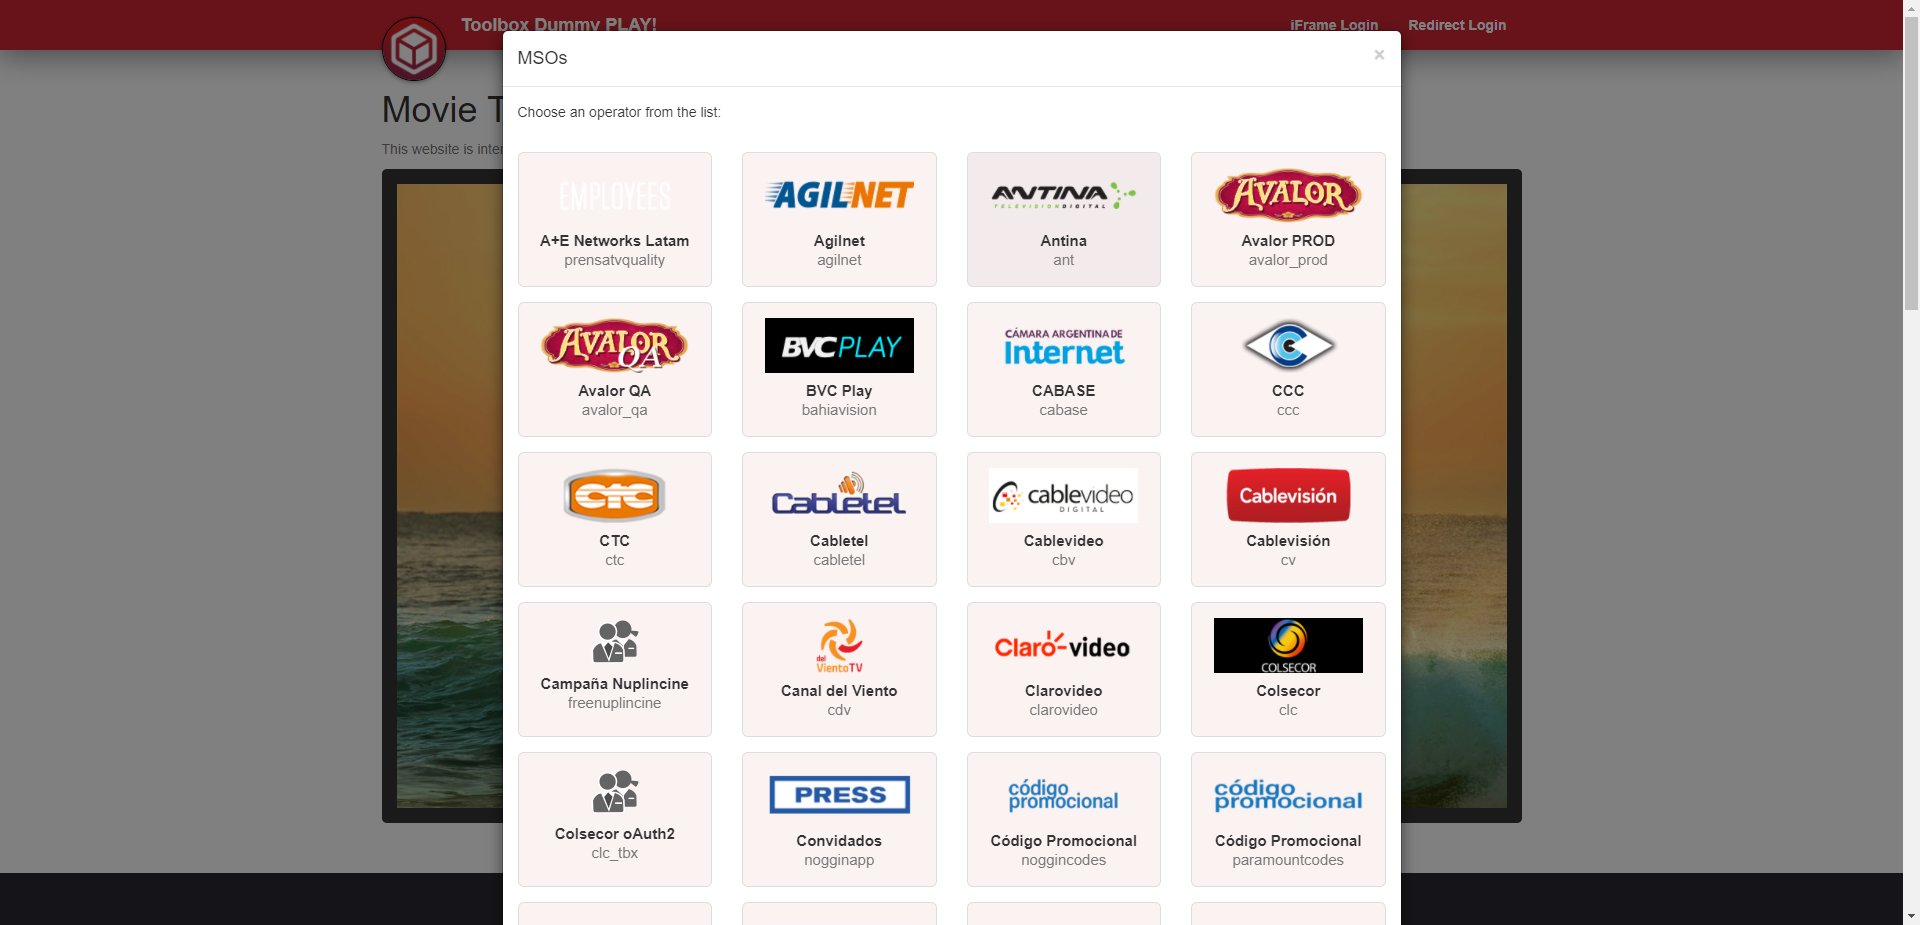 Toolbox Dummy PLAY!
iFrame Login
Redirect Login
MSOs
×
Movie T
This website is inter
Choose an operator from the list:
EMPLOYEES
A+E Networks Latam
prensatvquality
AGILNET
Agilnet
agilnet
ANTINA
TELEVISION DIGITAL
Antina
ant
AVALOR
Avalor PROD
avalor_prod
AVALOR
QA
Avalor QA
avalor_qa
BVC PLAY
BVC Play
bahiavision
CÁMARA ARGENTINA DE
Internet
CABASE
cabase
CCC
ccc
CTC
CTC
ctc
Cabletel
Cabletel
cabletel
cablevideo
DIGITAL
Cablevideo
cbv
Cablevisión
Cablevisión
cv
Campaña Nuplincine
freenuplincine
del
Viento TV
Canal del Viento
cdv
Claro-video
Clarovideo
clarovideo
COLSECOR
Colsecor
clc
Colsecor oAuth2
clc_tbx
PRESS
Convidados
nogginapp
código
promocional
Código Promocional
noggincodes
código
promocional
Código Promocional
paramountcodes